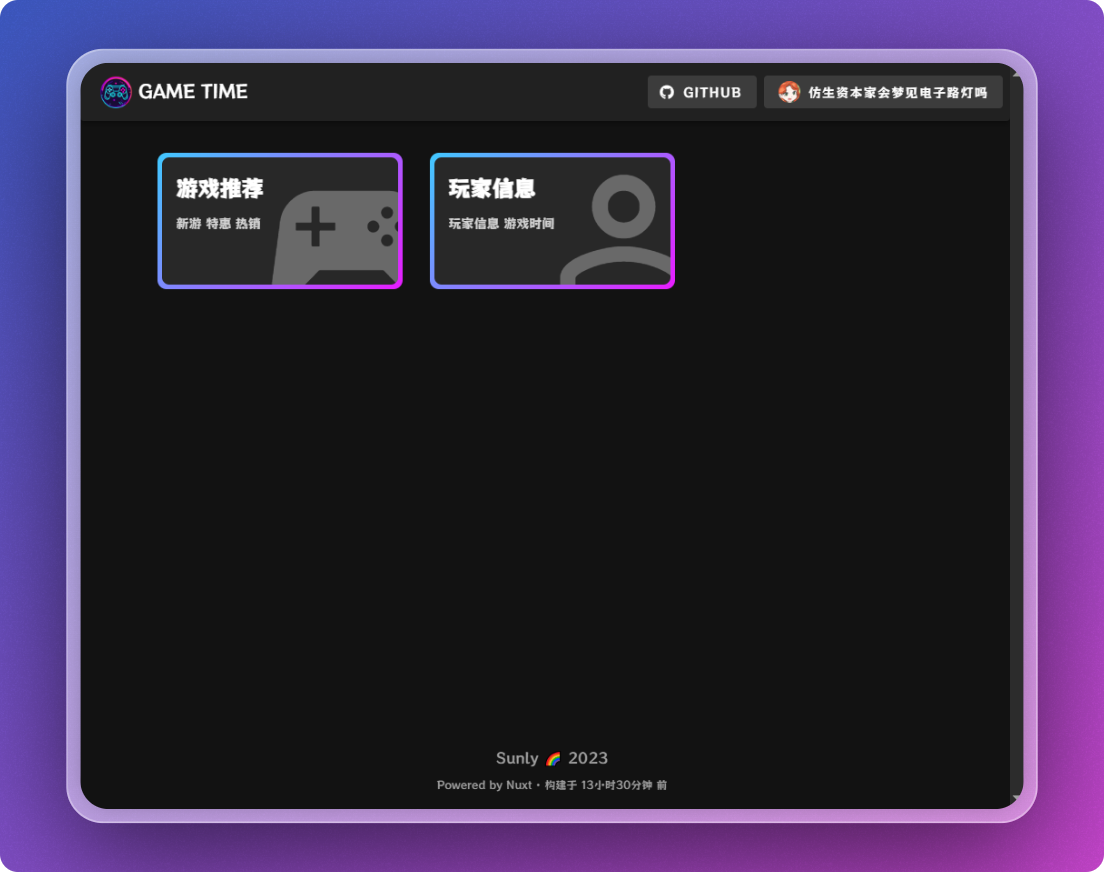 GAME TIME
GITHUB
仿生资本家会梦见电子路灯吗
游戏推荐
新游 特惠 热销
玩家信息
玩家信息 游戏时间
Sunly 🌈 2023
Powered by Nuxt • 构建于 13小时30分钟 前